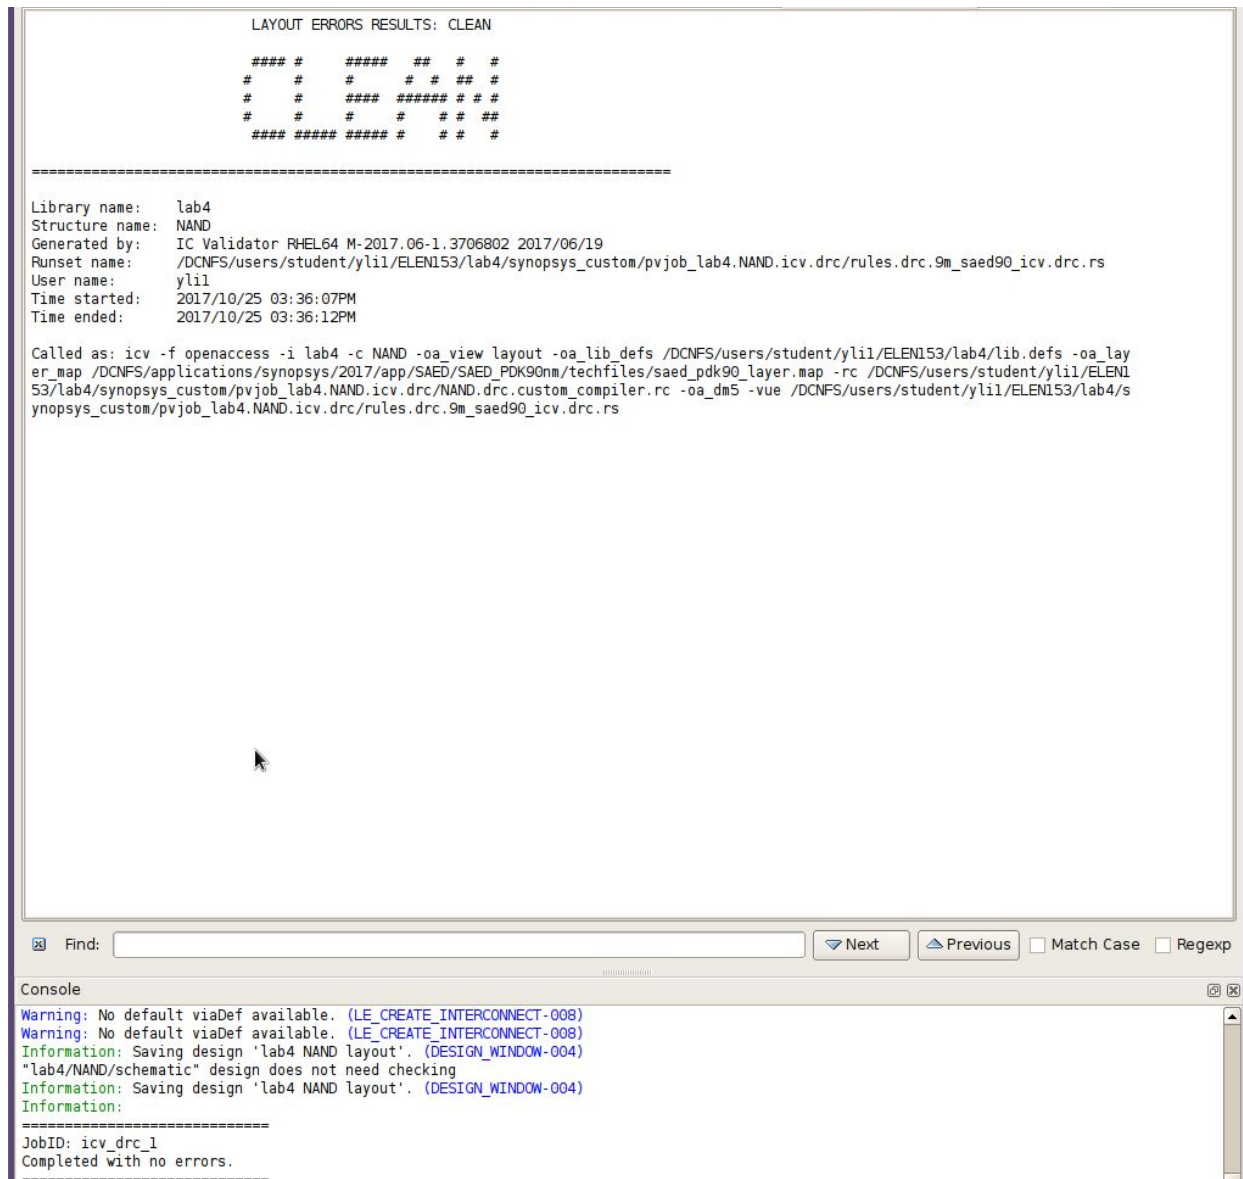 LAYOUT ERRORS RESULTS: CLEAN
#### #     #####   ##   #   #
#     #     #      #  #  ##  #
#     #     ####  ###### # # #
#     #     #     #    # #  ##
#### ##### ##### #    # #   #
===========================================================================
Library name:    lab4
Structure name:  NAND
Generated by:    IC Validator RHEL64 M-2017.06-1.3706802 2017/06/19
Runset name:     /DCNFS/users/student/yli1/ELEN153/lab4/synopsys_custom/pvjob_lab4.NAND.icv.drc/rules.drc.9m_saed90_icv.drc.rs
User name:       yli1
Time started:    2017/10/25 03:36:07PM
Time ended:      2017/10/25 03:36:12PM
Called as: icv -f openaccess -i lab4 -c NAND -oa_view layout -oa_lib_defs /DCNFS/users/student/yli1/ELEN153/lab4/lib.defs -oa_lay
er_map /DCNFS/applications/synopsys/2017/app/SAED/SAED_PDK90nm/techfiles/saed_pdk90_layer.map -rc /DCNFS/users/student/yli1/ELEN1
53/lab4/synopsys_custom/pvjob_lab4.NAND.icv.drc/NAND.drc.custom_compiler.rc -oa_dm5 -vue /DCNFS/users/student/yli1/ELEN153/lab4/s
ynopsys_custom/pvjob_lab4.NAND.icv.drc/rules.drc.9m_saed90_icv.drc.rs
Find: Next Previous Match Case Regexp
Console
Warning: No default viaDef available. (LE_CREATE_INTERCONNECT-008)
Warning: No default viaDef available. (LE_CREATE_INTERCONNECT-008)
Information: Saving design 'lab4 NAND layout'. (DESIGN_WINDOW-004)
"lab4/NAND/schematic" design does not need checking
Information: Saving design 'lab4 NAND layout'. (DESIGN_WINDOW-004)
Information:
=============================
JobID: icv_drc_1
Completed with no errors.
=============================